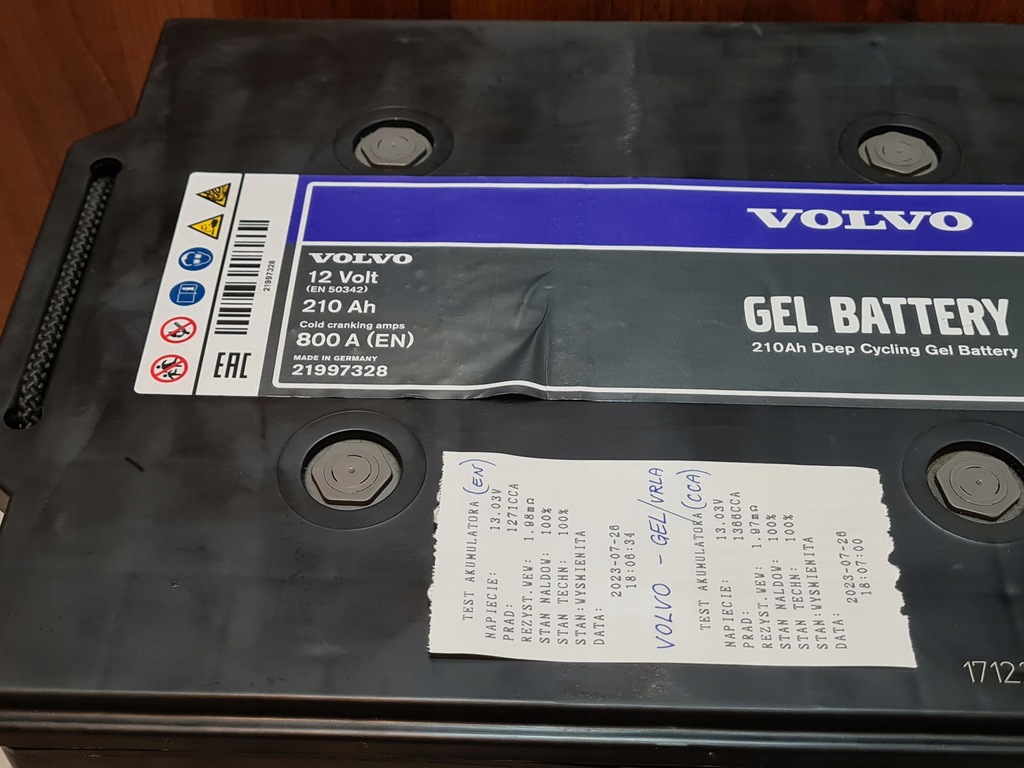 VOLVO
VOLVO
12 Volt
(EN 50342)
210 Ah
Cold cranking amps
800 A (EN)
MADE IN GERMANY
21997328
21997328
EAC
GEL BATTERY
210Ah Deep Cycling Gel Battery
TEST AKUMULATORA (EN)
NAPIECIE: 13.03V
PRAD: 1271CCA
REZYST.WEW: 1.98mΩ
STAN NALDOW: 100%
STAN TECHN: 100%
STAN:WYSMIENITA
DATA: 2023-07-26
18:06:34
VOLVO - GEL/VRLA
TEST AKUMULATORA (CCA)
NAPIECIE: 13.03V
PRAD: 1366CCA
REZYST.WEW: 1.97mΩ
STAN NALDOW: 100%
STAN TECHN: 100%
STAN:WYSMIENITA
DATA: 2023-07-26
18:07:00